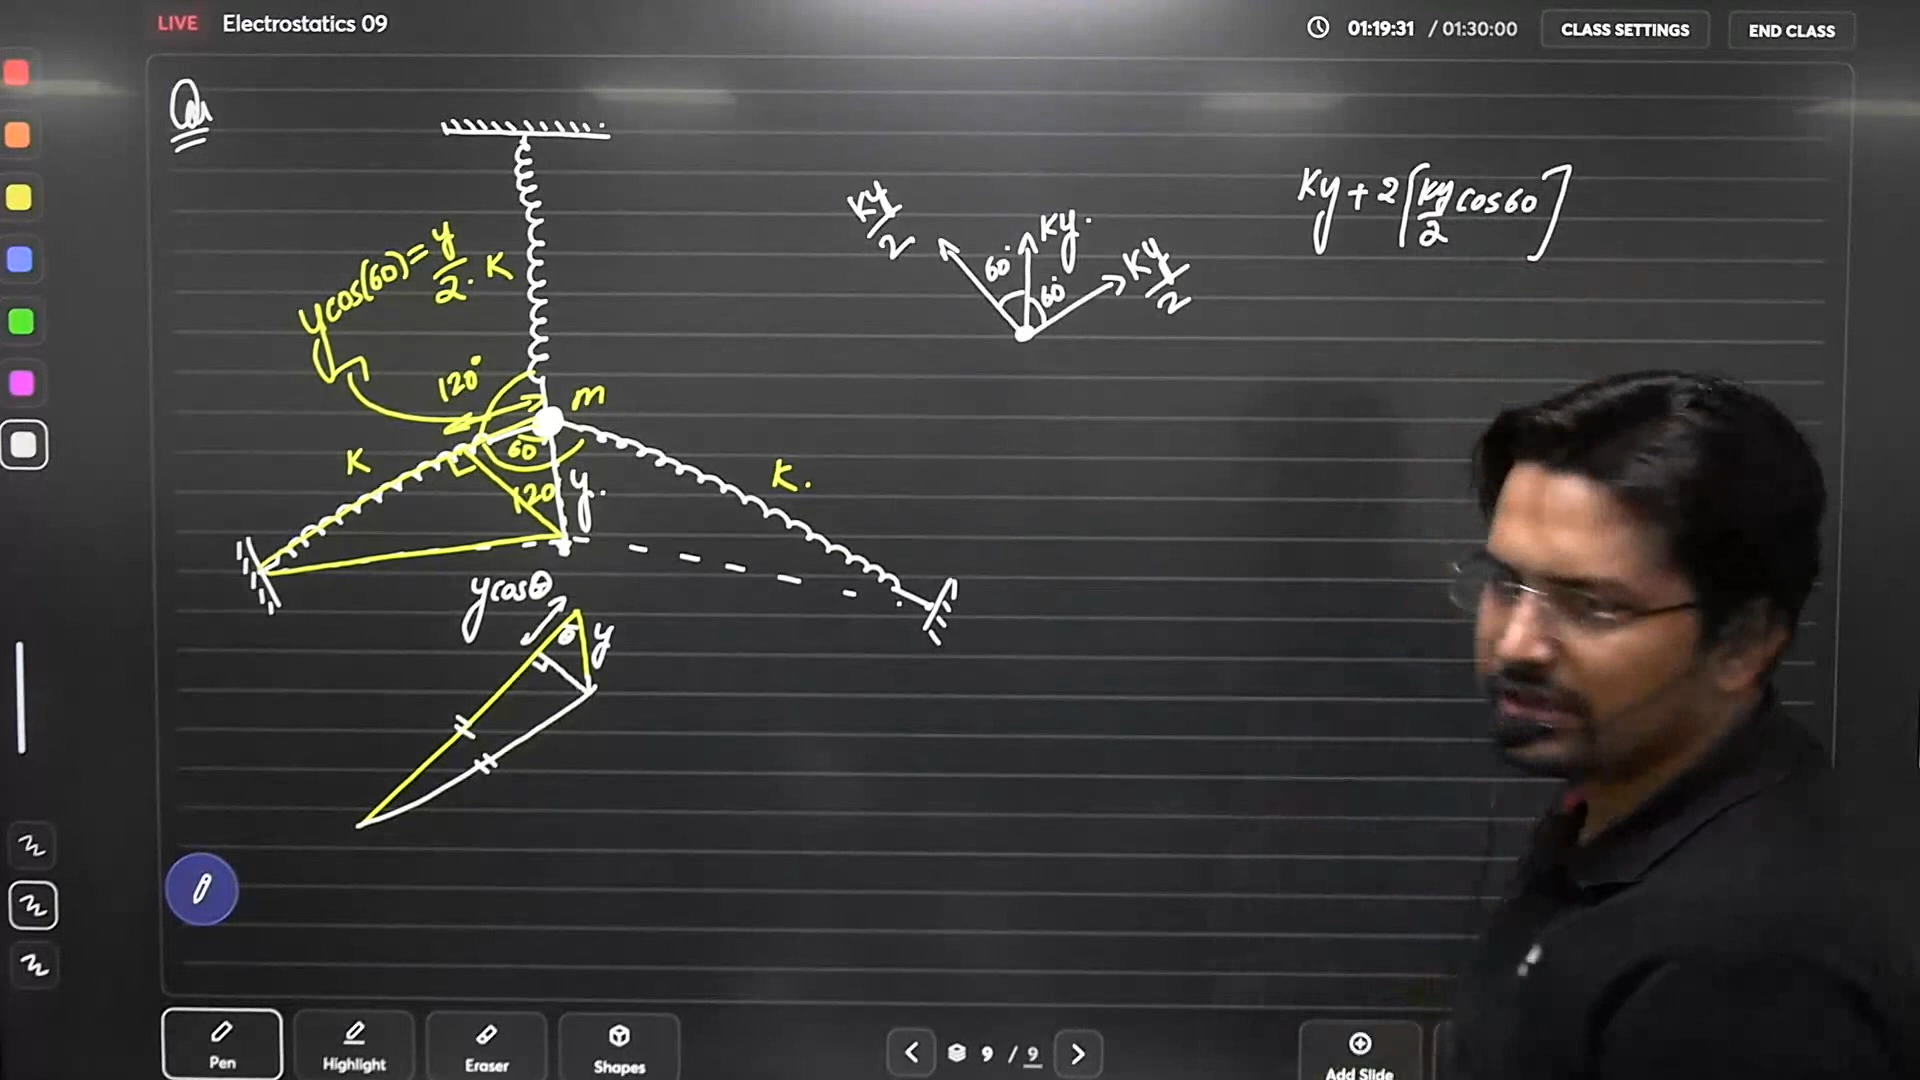 LIVE Electrostatics 09
01:19:31 / 01:30:00
CLASS SETTINGS
END CLASS
Qu
Ky + 2[Ky/2 cos60]
Ky/2
Ky.
Ky/2
60°
60°
y cos(60) = y/2 . K
120°
m
K
60
120
y.
K.
ycosθ
θ
y
Pen
Highlight
Eraser
Shapes
9 / 9
Add Slide